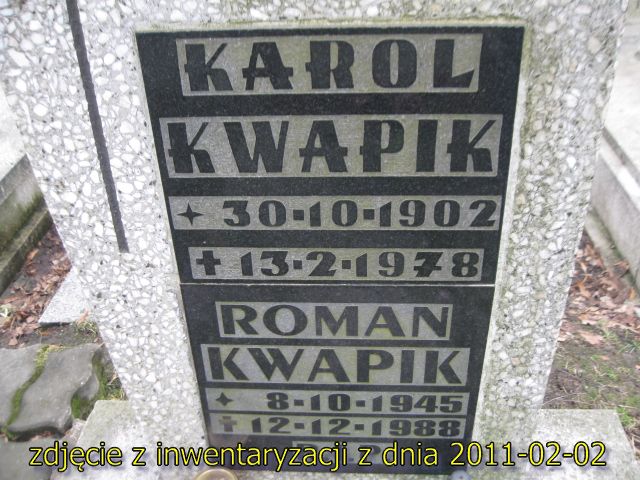 KAROL
KWAPIK
✦ 30-10-1902
✝ 13-2-1978
ROMAN
KWAPIK
✦ 8-10-1945
✝ 12-12-1988
zdjęcie z inwentaryzacji z dnia 2011-02-02